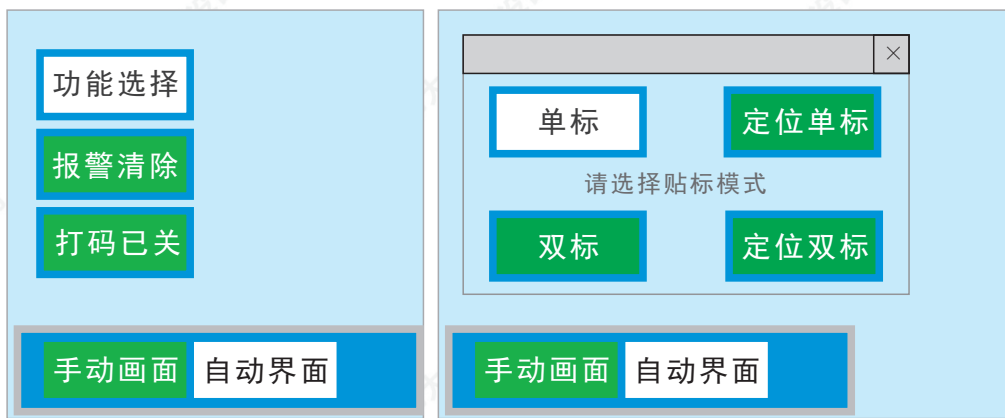 功能选择
报警清除
打码已关
手动画面 自动界面
单标 定位单标
请选择贴标模式
双标 定位双标
手动画面 自动界面